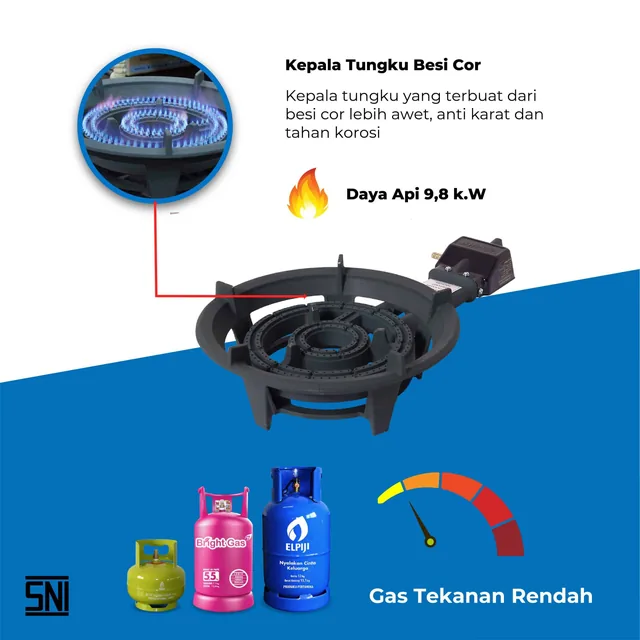 Kepala Tungku Besi Cor
Kepala tungku yang terbuat dari
besi cor lebih awet, anti karat dan
tahan korosi
Daya Api 9,8 k.W
Bright Gas
5.5
ELPIJI
Gas Tekanan Rendah
SNI